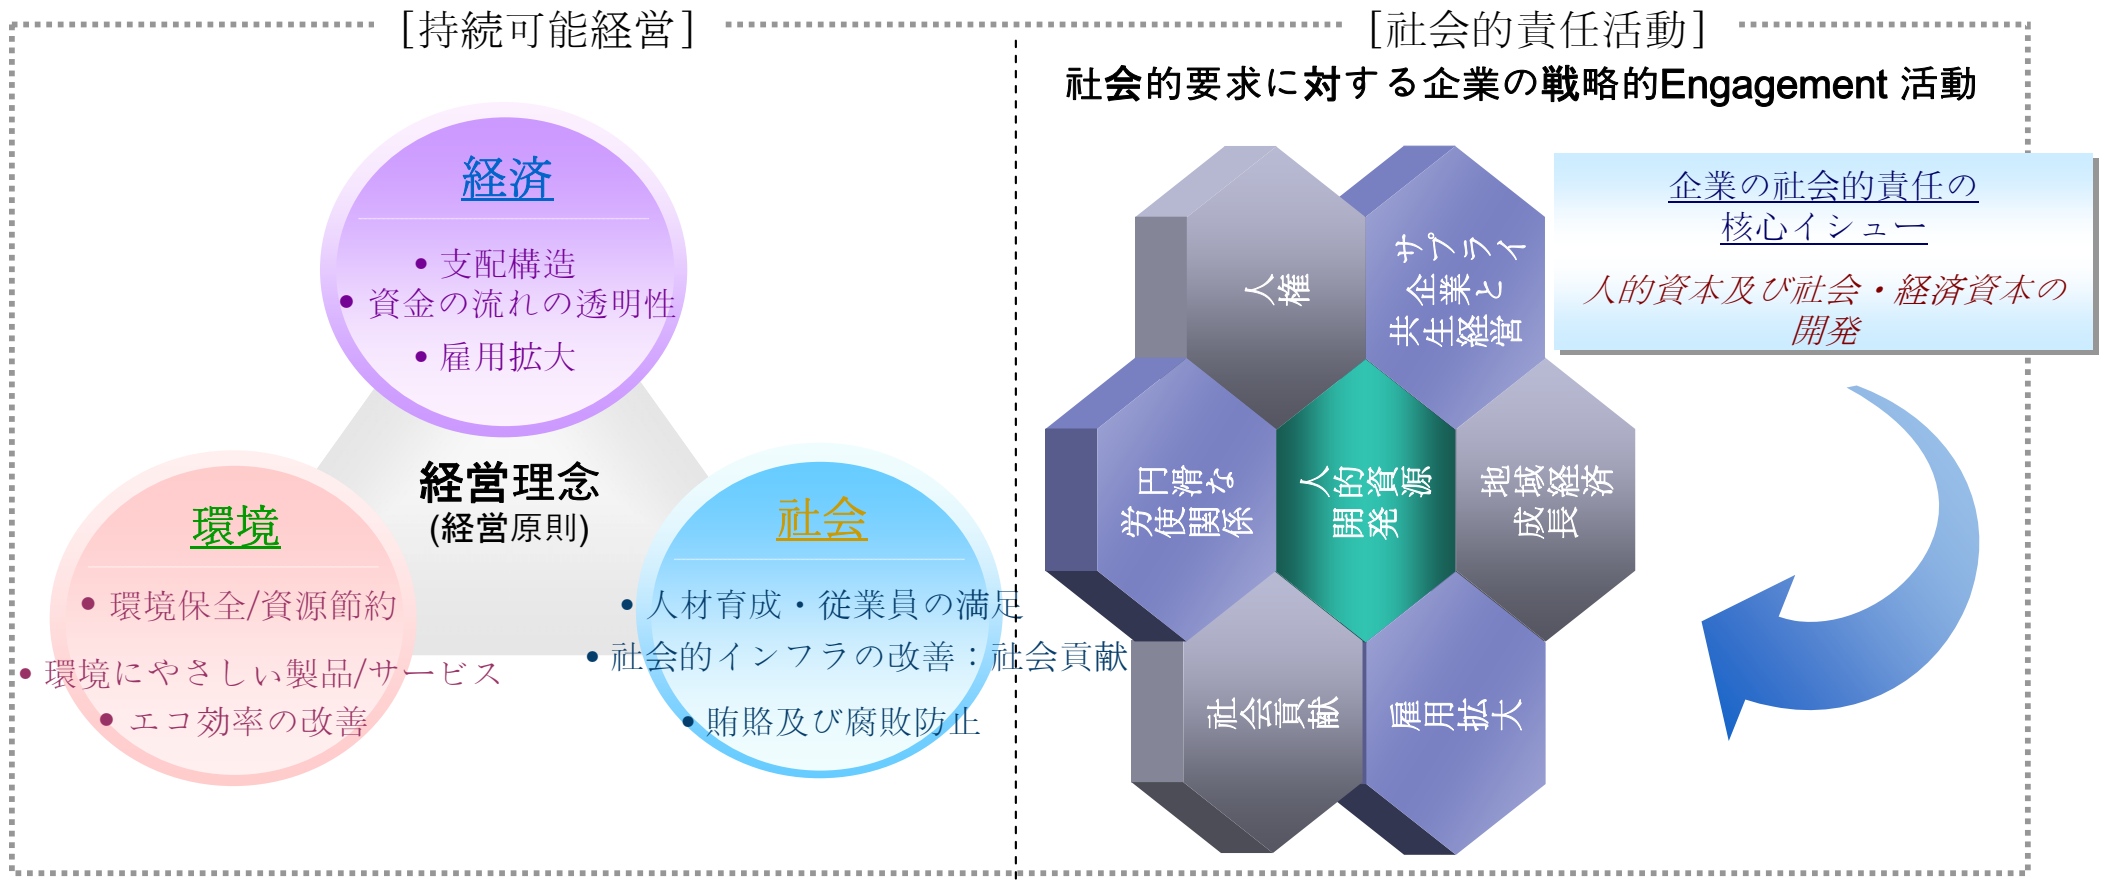 [持続可能経営]
経済
• 支配構造
• 資金の流れの透明性
• 雇用拡大
経営理念
(経営原則)
環境
• 環境保全/資源節約
• 環境にやさしい製品/サービス
• エコ効率の改善
社会
• 人材育成・従業員の満足
• 社会的インフラの改善：社会貢献
• 賄賂及び腐敗防止
[社会的責任活動]
社会的要求に対する企業の戦略的Engagement 活動
人権
サプライ
企業と
共生経営
円滑な
労使関係
人的資源
開発
地域経済
成長
社会貢献
雇用拡大
企業の社会的責任の
核心イシュー
人的資本及び社会・経済資本の
開発